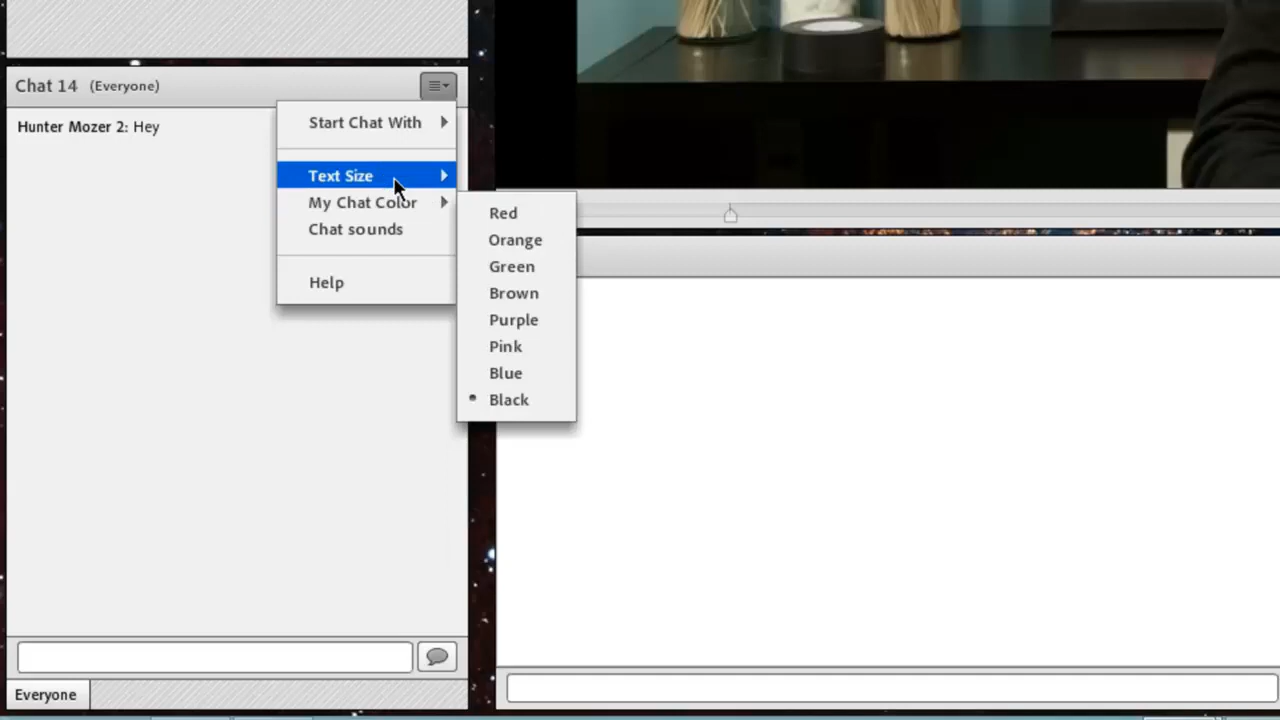 Chat 14 (Everyone)
Hunter Mozer 2: Hey
Start Chat With
Text Size
My Chat Color
Chat sounds
Help
Red
Orange
Green
Brown
Purple
Pink
Blue
Black
Everyone